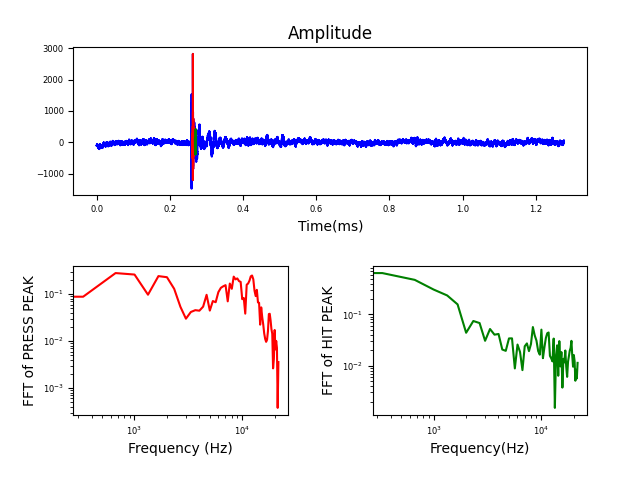 Amplitude
3000
2000
1000
0
−1000
0.0 0.2 0.4 0.6 0.8 1.0 1.2
Time(ms)
FFT of PRESS PEAK
10⁻¹
10⁻²
10⁻³
10³ 10⁴
Frequency (Hz)
FFT of HIT PEAK
10⁻¹
10⁻²
10³ 10⁴
Frequency(Hz)